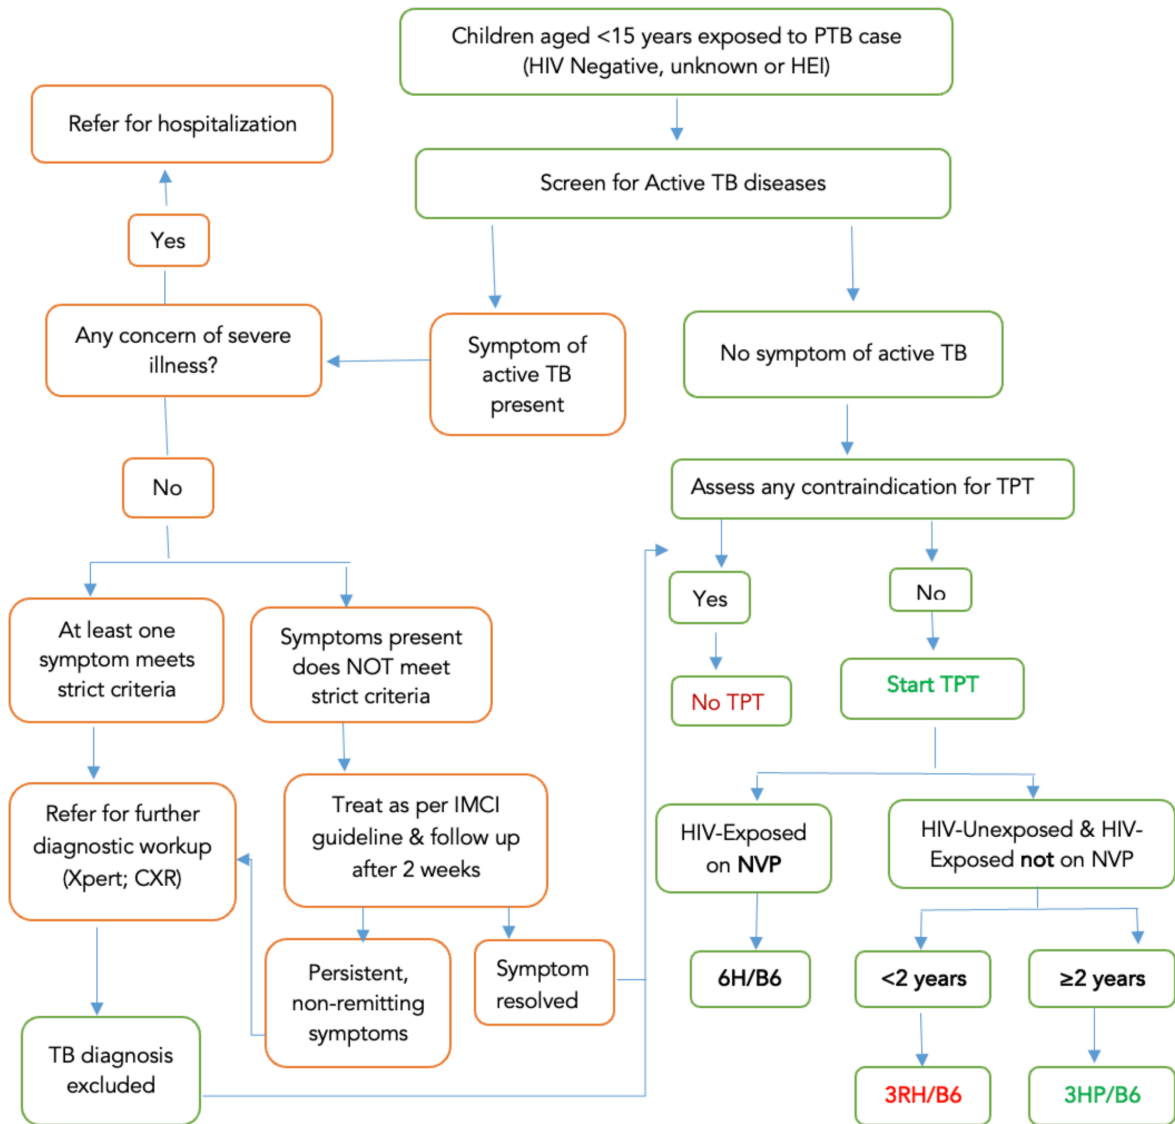 Children aged <15 years exposed to PTB case
(HIV Negative, unknown or HEI)
Refer for hospitalization
Screen for Active TB diseases
Yes
Any concern of severe
illness?
Symptom of
active TB
present
No symptom of active TB
No
Assess any contraindication for TPT
Yes
No
At least one
symptom meets
strict criteria
Symptoms present
does NOT meet
strict criteria
No TPT
Start TPT
Refer for further
diagnostic workup
(Xpert; CXR)
Treat as per IMCI
guideline & follow up
after 2 weeks
HIV-Exposed
on NVP
HIV-Unexposed & HIV-
Exposed not on NVP
Persistent,
non-remitting
symptoms
Symptom
resolved
6H/B6
<2 years
≥2 years
TB diagnosis
excluded
3RH/B6
3HP/B6